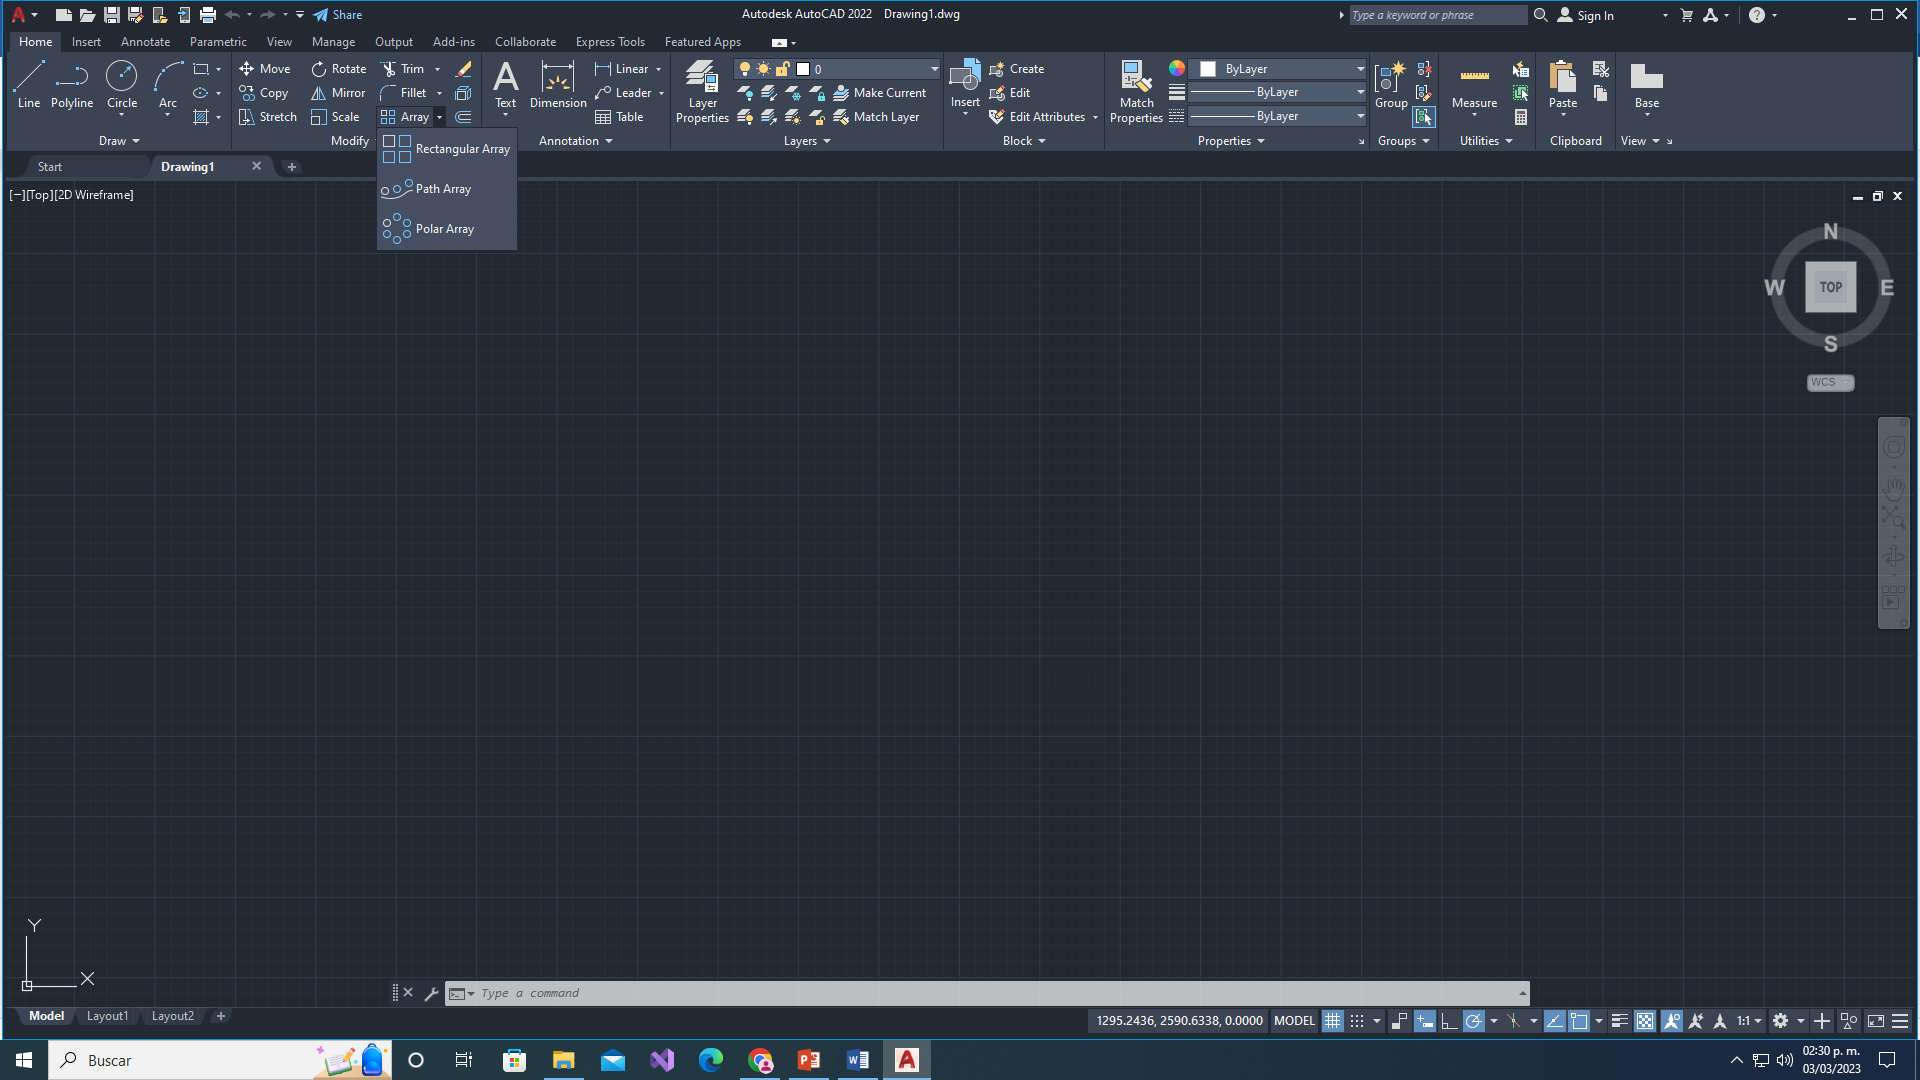 Share
Autodesk AutoCAD 2022 Drawing1.dwg
Type a keyword or phrase
Sign In
Home Insert Annotate Parametric View Manage Output Add-ins Collaborate Express Tools Featured Apps
Line Polyline Circle Arc
Draw
Move Rotate Trim
Copy Mirror Fillet
Stretch Scale Array
Modify
Rectangular Array
Path Array
Polar Array
Text Dimension
Linear
Leader
Table
Annotation
Layer Properties
0
Make Current
Match Layer
Layers
Insert
Create
Edit
Edit Attributes
Block
Match Properties
ByLayer
ByLayer
ByLayer
Properties
Group
Groups
Measure
Utilities
Paste
Base
View
Start Drawing1
[−][Top][2D Wireframe]
N
W TOP E
S
WCS
Y
X
Type a command
Model Layout1 Layout2
1295.2436, 2590.6338, 0.0000 MODEL 1:1
Buscar
02:30 p. m.
03/03/2023